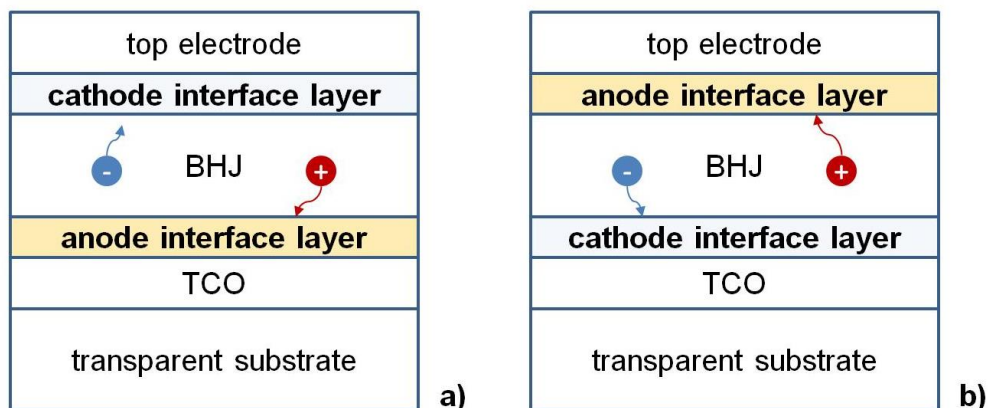 top electrode
cathode interface layer
- BHJ +
anode interface layer
TCO
transparent substrate
a)
top electrode
anode interface layer
- BHJ +
cathode interface layer
TCO
transparent substrate
b)